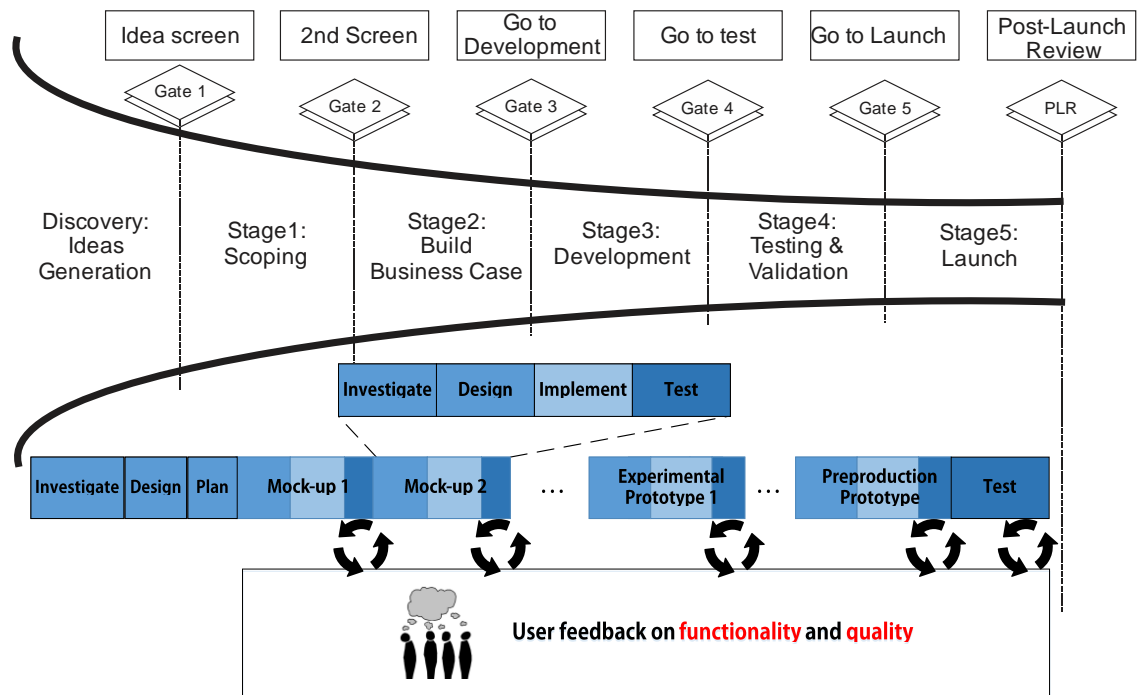 Idea screen
2nd Screen
Go to
Development
Go to test
Go to Launch
Post-Launch
Review
Gate 1
Gate 2
Gate 3
Gate 4
Gate 5
PLR
Discovery:
Ideas
Generation
Stage1:
Scoping
Stage2:
Build
Business Case
Stage3:
Development
Stage4:
Testing &
Validation
Stage5:
Launch
Investigate
Design
Implement
Test
Investigate
Design
Plan
Mock-up 1
Mock-up 2
...
Experimental
Prototype 1
...
Preproduction
Prototype
Test
User feedback on functionality and quality